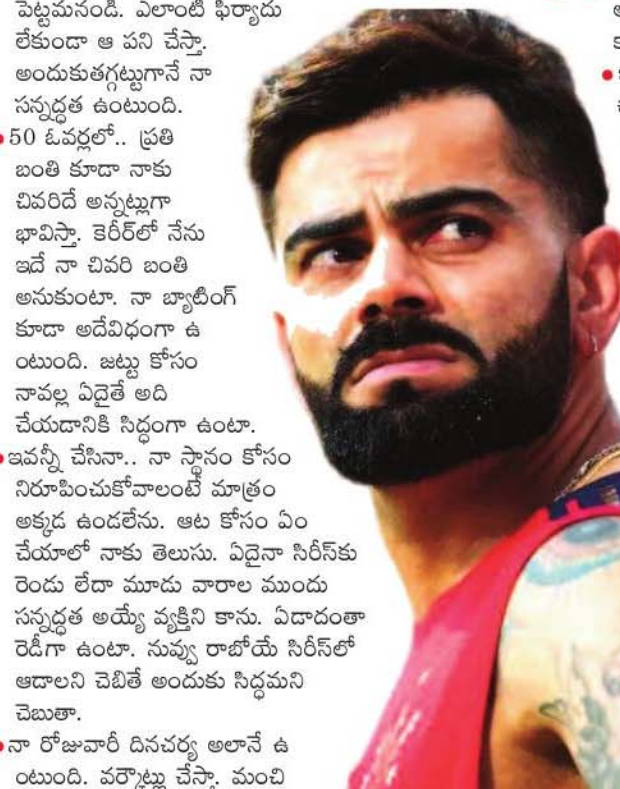 పెట్టమనండి. ఎలాంటి ఫిర్యాదు
లేకుండా ఆ పని చేస్తా.
అందుకుతగ్గట్టుగానే నా
సన్నద్ధత ఉంటుంది.
•50 ఓవర్లలో.. ప్రతి
బంతి కూడా నాకు
చివరిదే అన్నట్లుగా
భావిస్తా. కెరీర్‌లో నేను
ఇదే నా చివరి బంతి
అనుకుంటా. నా బ్యాటింగ్
కూడా అదేవిధంగా ఉ
ంటుంది. జట్టు కోసం
నావల్ల ఏదైతే అది
చేయడానికి సిద్ధంగా ఉంటా.
•ఇవన్నీ చేసినా.. నా స్థానం కోసం
నిరూపించుకోవాలంటే మాత్రం
అక్కడ ఉండలేను. ఆట కోసం ఏం
చేయాలో నాకు తెలుసు. ఏదైనా సిరీస్‌కు
రెండు లేదా మూడు వారాల ముందు
సన్నద్ధత అయ్యే వ్యక్తిని కాను. ఏడాదంతా
రెడీగా ఉంటా. నువ్వు రాబోయే సిరీస్‌లో
ఆడాలని చెబితే అందుకు సిద్ధమని
చెబుతా.
•నా రోజువారీ దినచర్య అలానే ఉ
ంటుంది. వర్కౌట్లు చేస్తా. మంచి